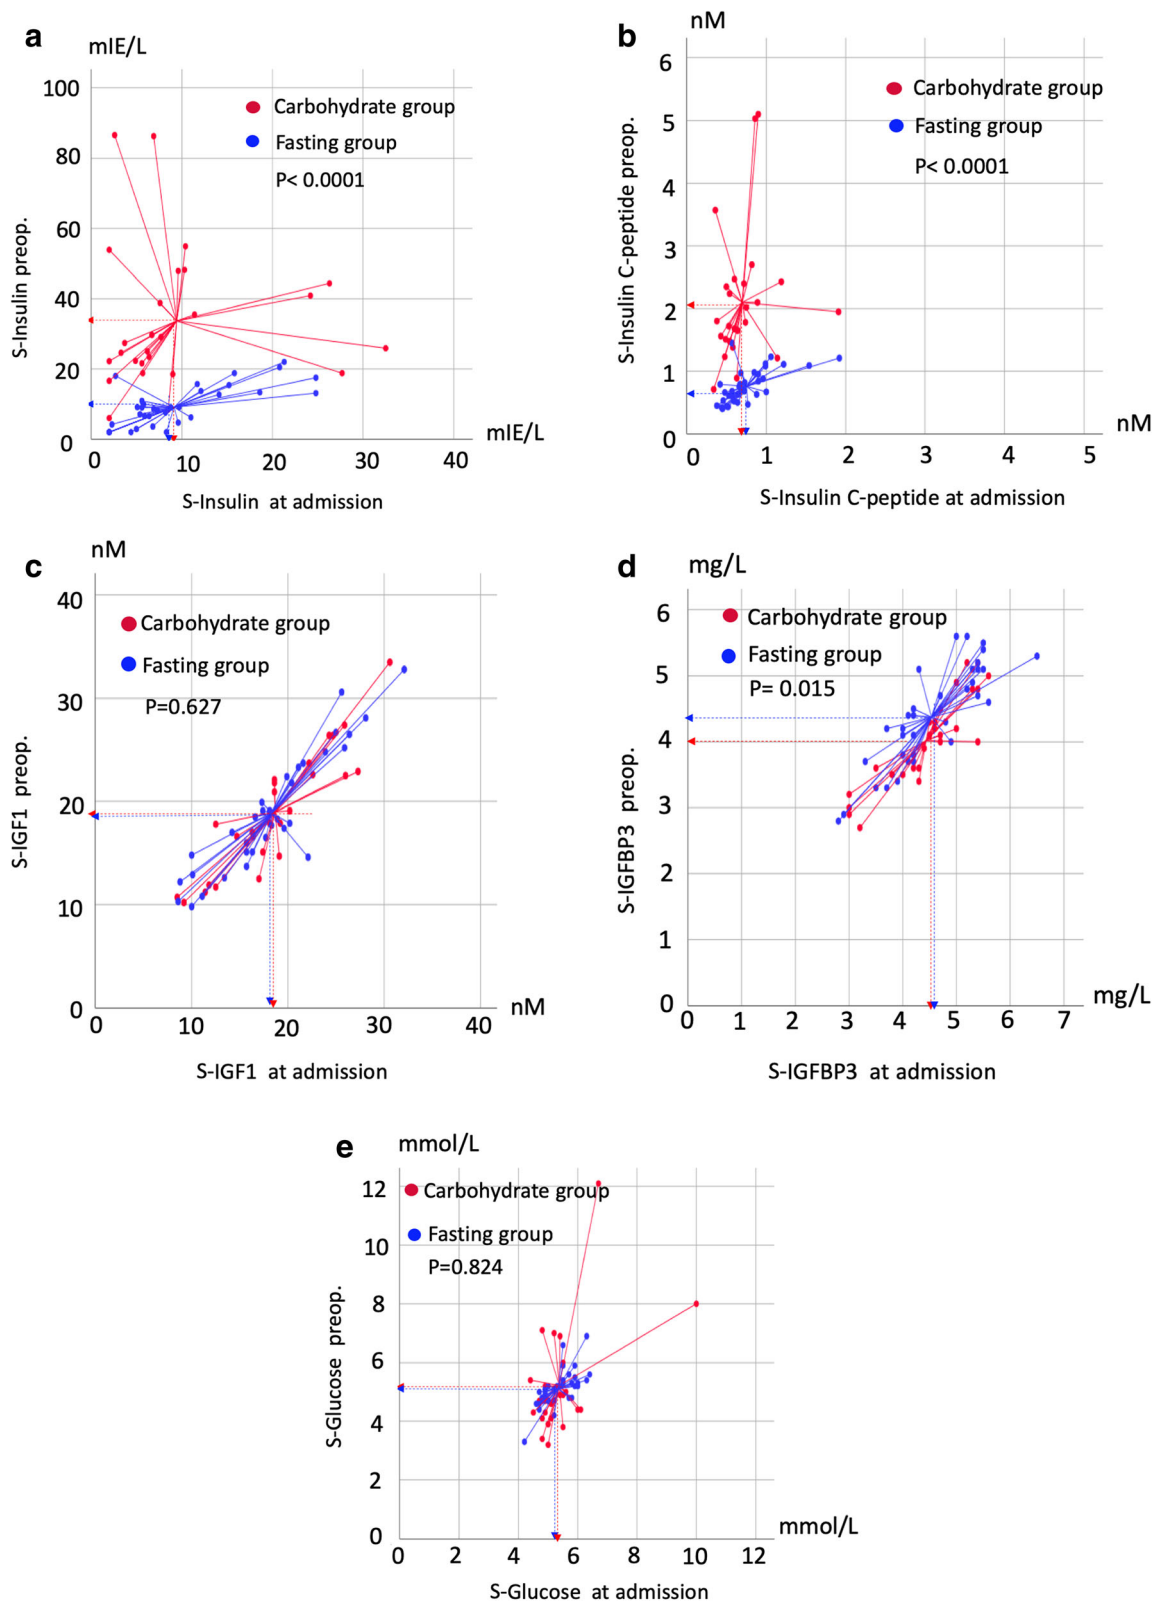 a
mIE/L
100
80
60
40
20
0
S-Insulin preop.
Carbohydrate group
Fasting group
P< 0.0001
0 10 20 30 40
mIE/L
S-Insulin at admission
b
nM
6
5
4
3
2
1
0
S-Insulin C-peptide preop.
Carbohydrate group
Fasting group
P< 0.0001
0 1 2 3 4 5
nM
S-Insulin C-peptide at admission
c
nM
40
30
20
10
0
S-IGF1 preop.
Carbohydrate group
Fasting group
P=0.627
0 10 20 30 40
nM
S-IGF1 at admission
d
mg/L
6
5
4
3
2
1
0
S-IGFBP3 preop.
Carbohydrate group
Fasting group
P= 0.015
0 1 2 3 4 5 6 7
mg/L
S-IGFBP3 at admission
e
mmol/L
12
10
8
6
4
2
0
S-Glucose preop.
Carbohydrate group
Fasting group
P=0.824
0 2 4 6 8 10 12
mmol/L
S-Glucose at admission